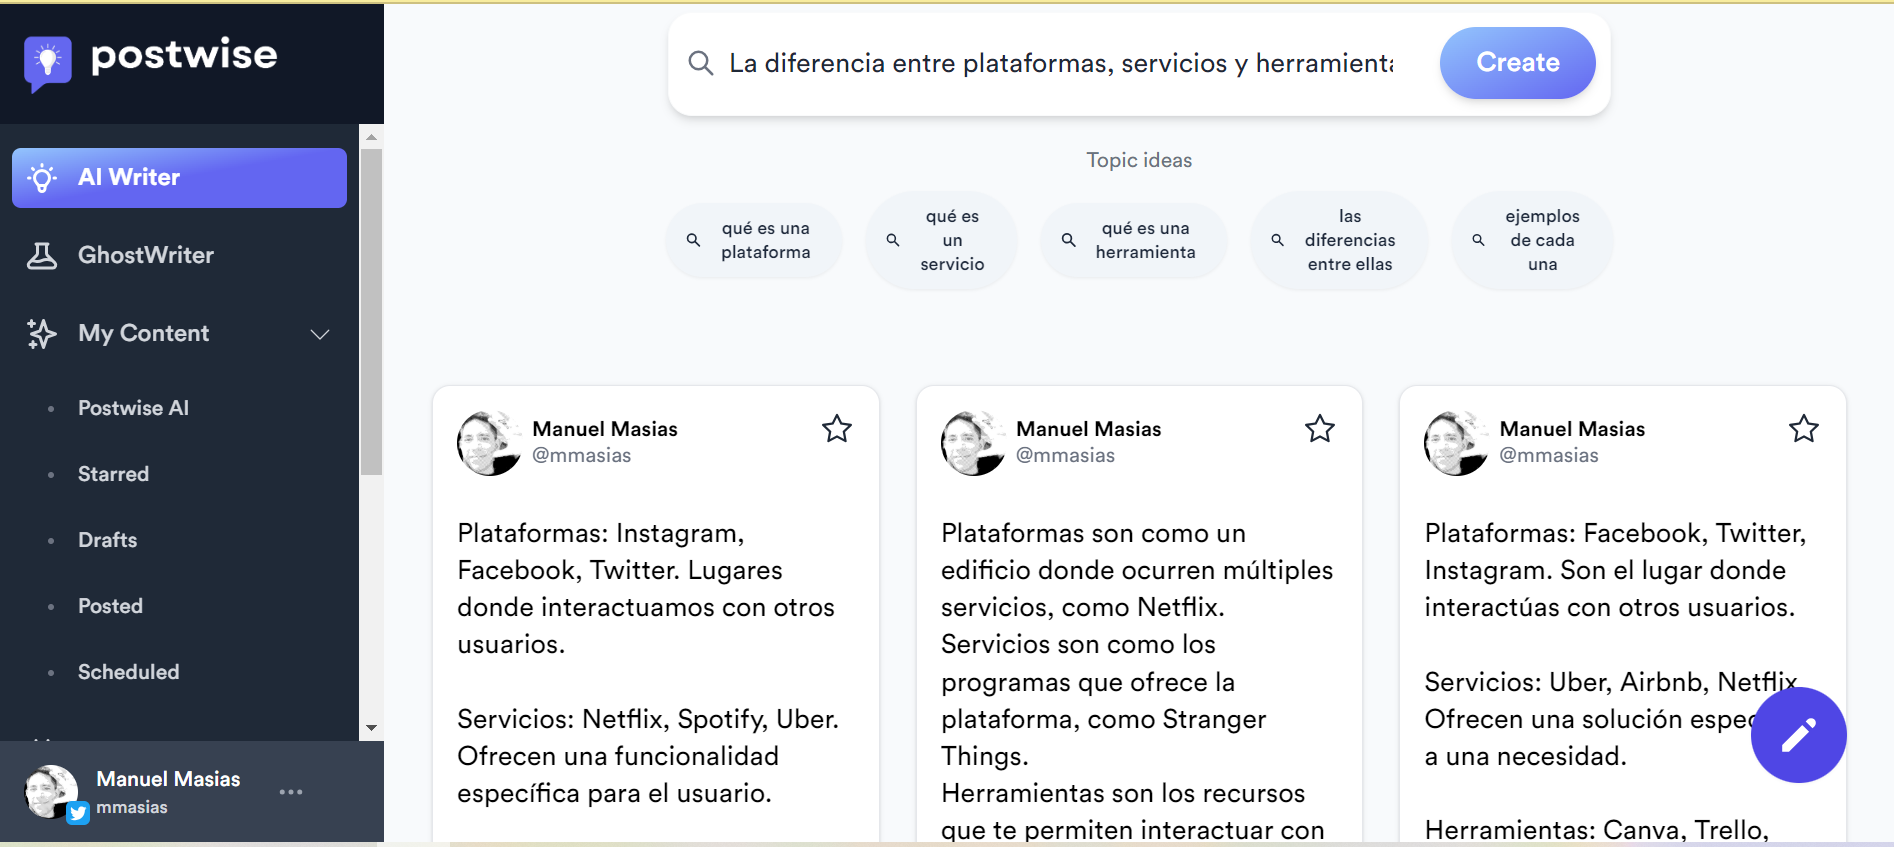 postwise
AI Writer
GhostWriter
My Content
Postwise AI
Starred
Drafts
Posted
Scheduled
Manuel Masias
mmasias
La diferencia entre plataformas, servicios y
Create
Topic ideas
qué es una
plataforma
qué es
un
servicio
qué es una
herramienta
las
diferencias
entre ellas
ejemplos
de cada
una
Manuel Masias
@mmasias
Plataformas: Instagram,
Facebook, Twitter. Lugares
donde interactuamos con otros
usuarios.
Servicios: Netflix, Spotify, Uber.
Ofrecen una funcionalidad
específica para el usuario.
Manuel Masias
@mmasias
Plataformas son como un
edificio donde ocurren múltiples
servicios, como Netflix.
Servicios son como los
programas que ofrece la
plataforma, como Stranger
Things.
Herramientas son los recursos
que te permiten interactuar con
Manuel Masias
@mmasias
Plataformas: Facebook, Twitter,
Instagram. Son el lugar donde
interactúas con otros usuarios.
Servicios: Uber, Airbnb, Netflix
Ofrecen una solución
a una necesidad.
Herramientas: Canva, Trello,